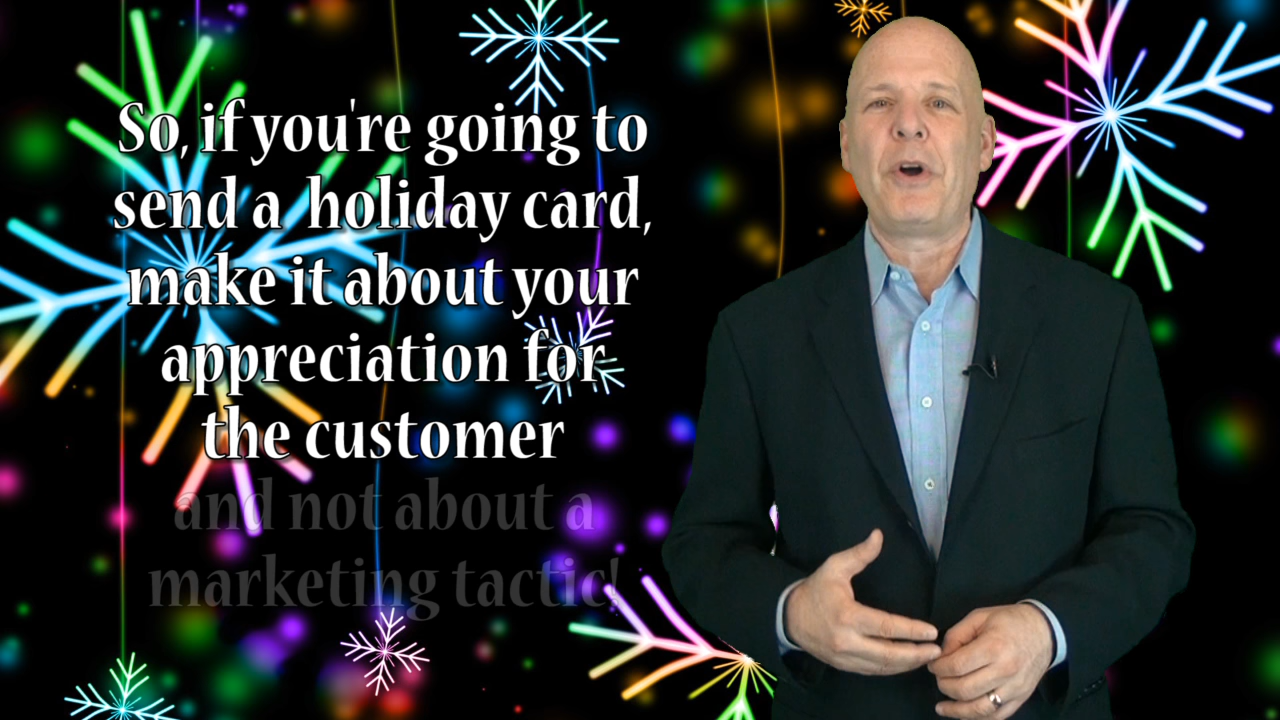 So, if you're going to
send a holiday card,
make it about your
appreciation for
the customer
and not about a
marketing tactic!